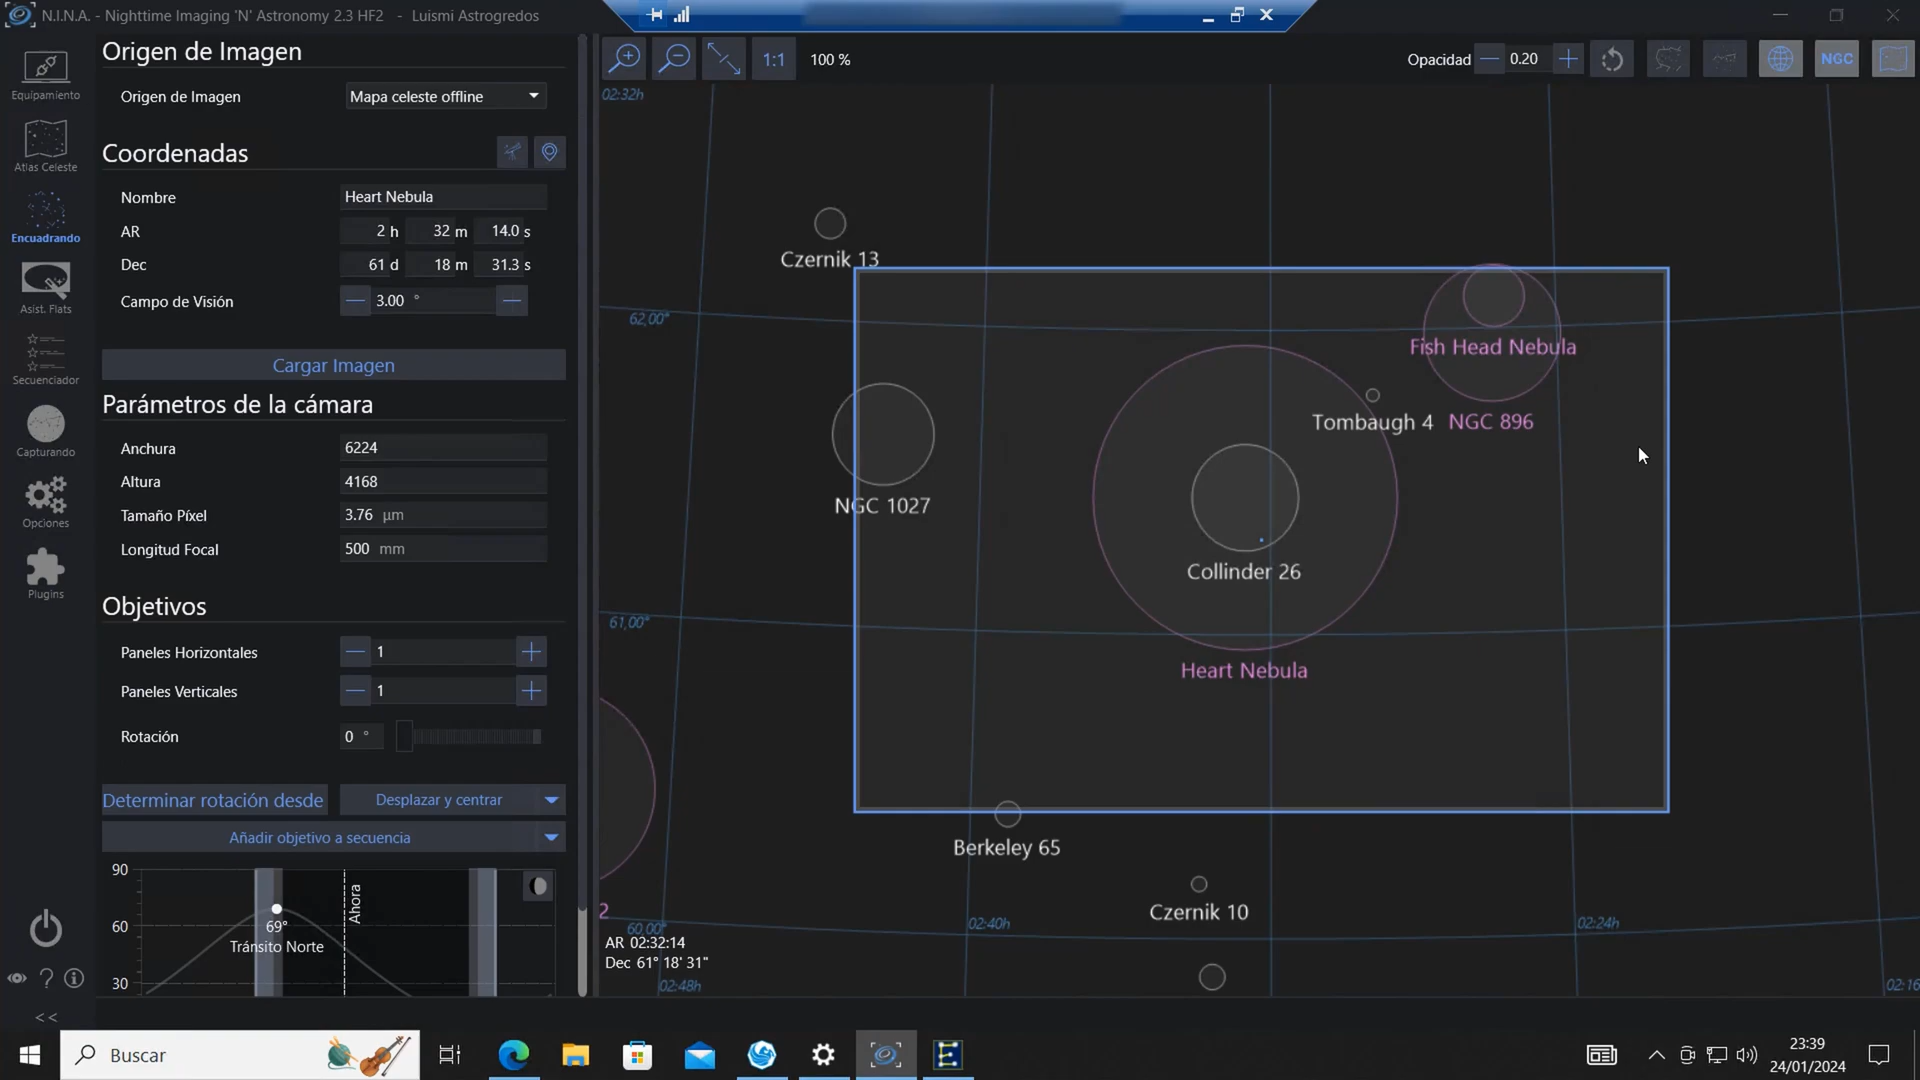 N.I.N.A. - Nighttime Imaging 'N' Astronomy 2.3 HF2 - Luismi Astrogredos
Equipamiento
Atlas Celeste
Encuadrando
Asist. Flats
Secuenciador
Capturando
Opciones
Plugins
<<
Origen de Imagen
Origen de Imagen Mapa celeste offline
Coordenadas
Nombre Heart Nebula
AR 2 h 32 m 14.0 s
Dec 61 d 18 m 31.3 s
Campo de Visión 3.00 °
Cargar Imagen
Parámetros de la cámara
Anchura 6224
Altura 4168
Tamaño Píxel 3.76 µm
Longitud Focal 500 mm
Objetivos
Paneles Horizontales 1
Paneles Verticales 1
Rotación 0 °
Determinar rotación desde Desplazar y centrar
Añadir objetivo a secuencia
90
60
30
69°
Tránsito Norte
Ahora
1:1 100 % Opacidad 0.20 NGC
02:32h
Czernik 13
62,00°
Fish Head Nebula
Tombaugh 4 NGC 896
NGC 1027
Collinder 26
61,00°
Heart Nebula
Berkeley 65
Czernik 10
2
60,00° 02:40h 02:24h
AR 02:32:14
Dec 61° 18' 31"
02:48h 02:16
Buscar
23:39
24/01/2024